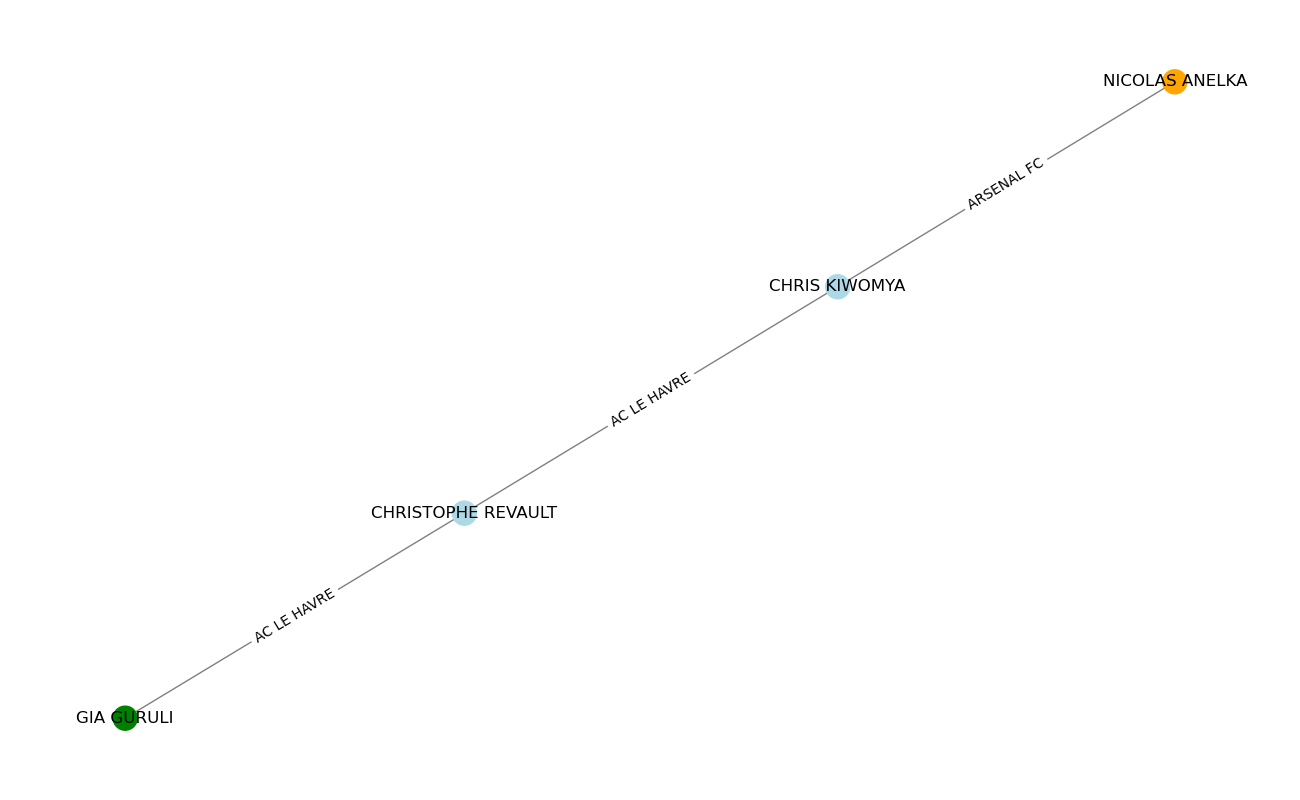 NICOLAS ANELKA
ARSENAL FC
CHRIS KIWOMYA
AC LE HAVRE
CHRISTOPHE REVAULT
AC LE HAVRE
GIA GURULI